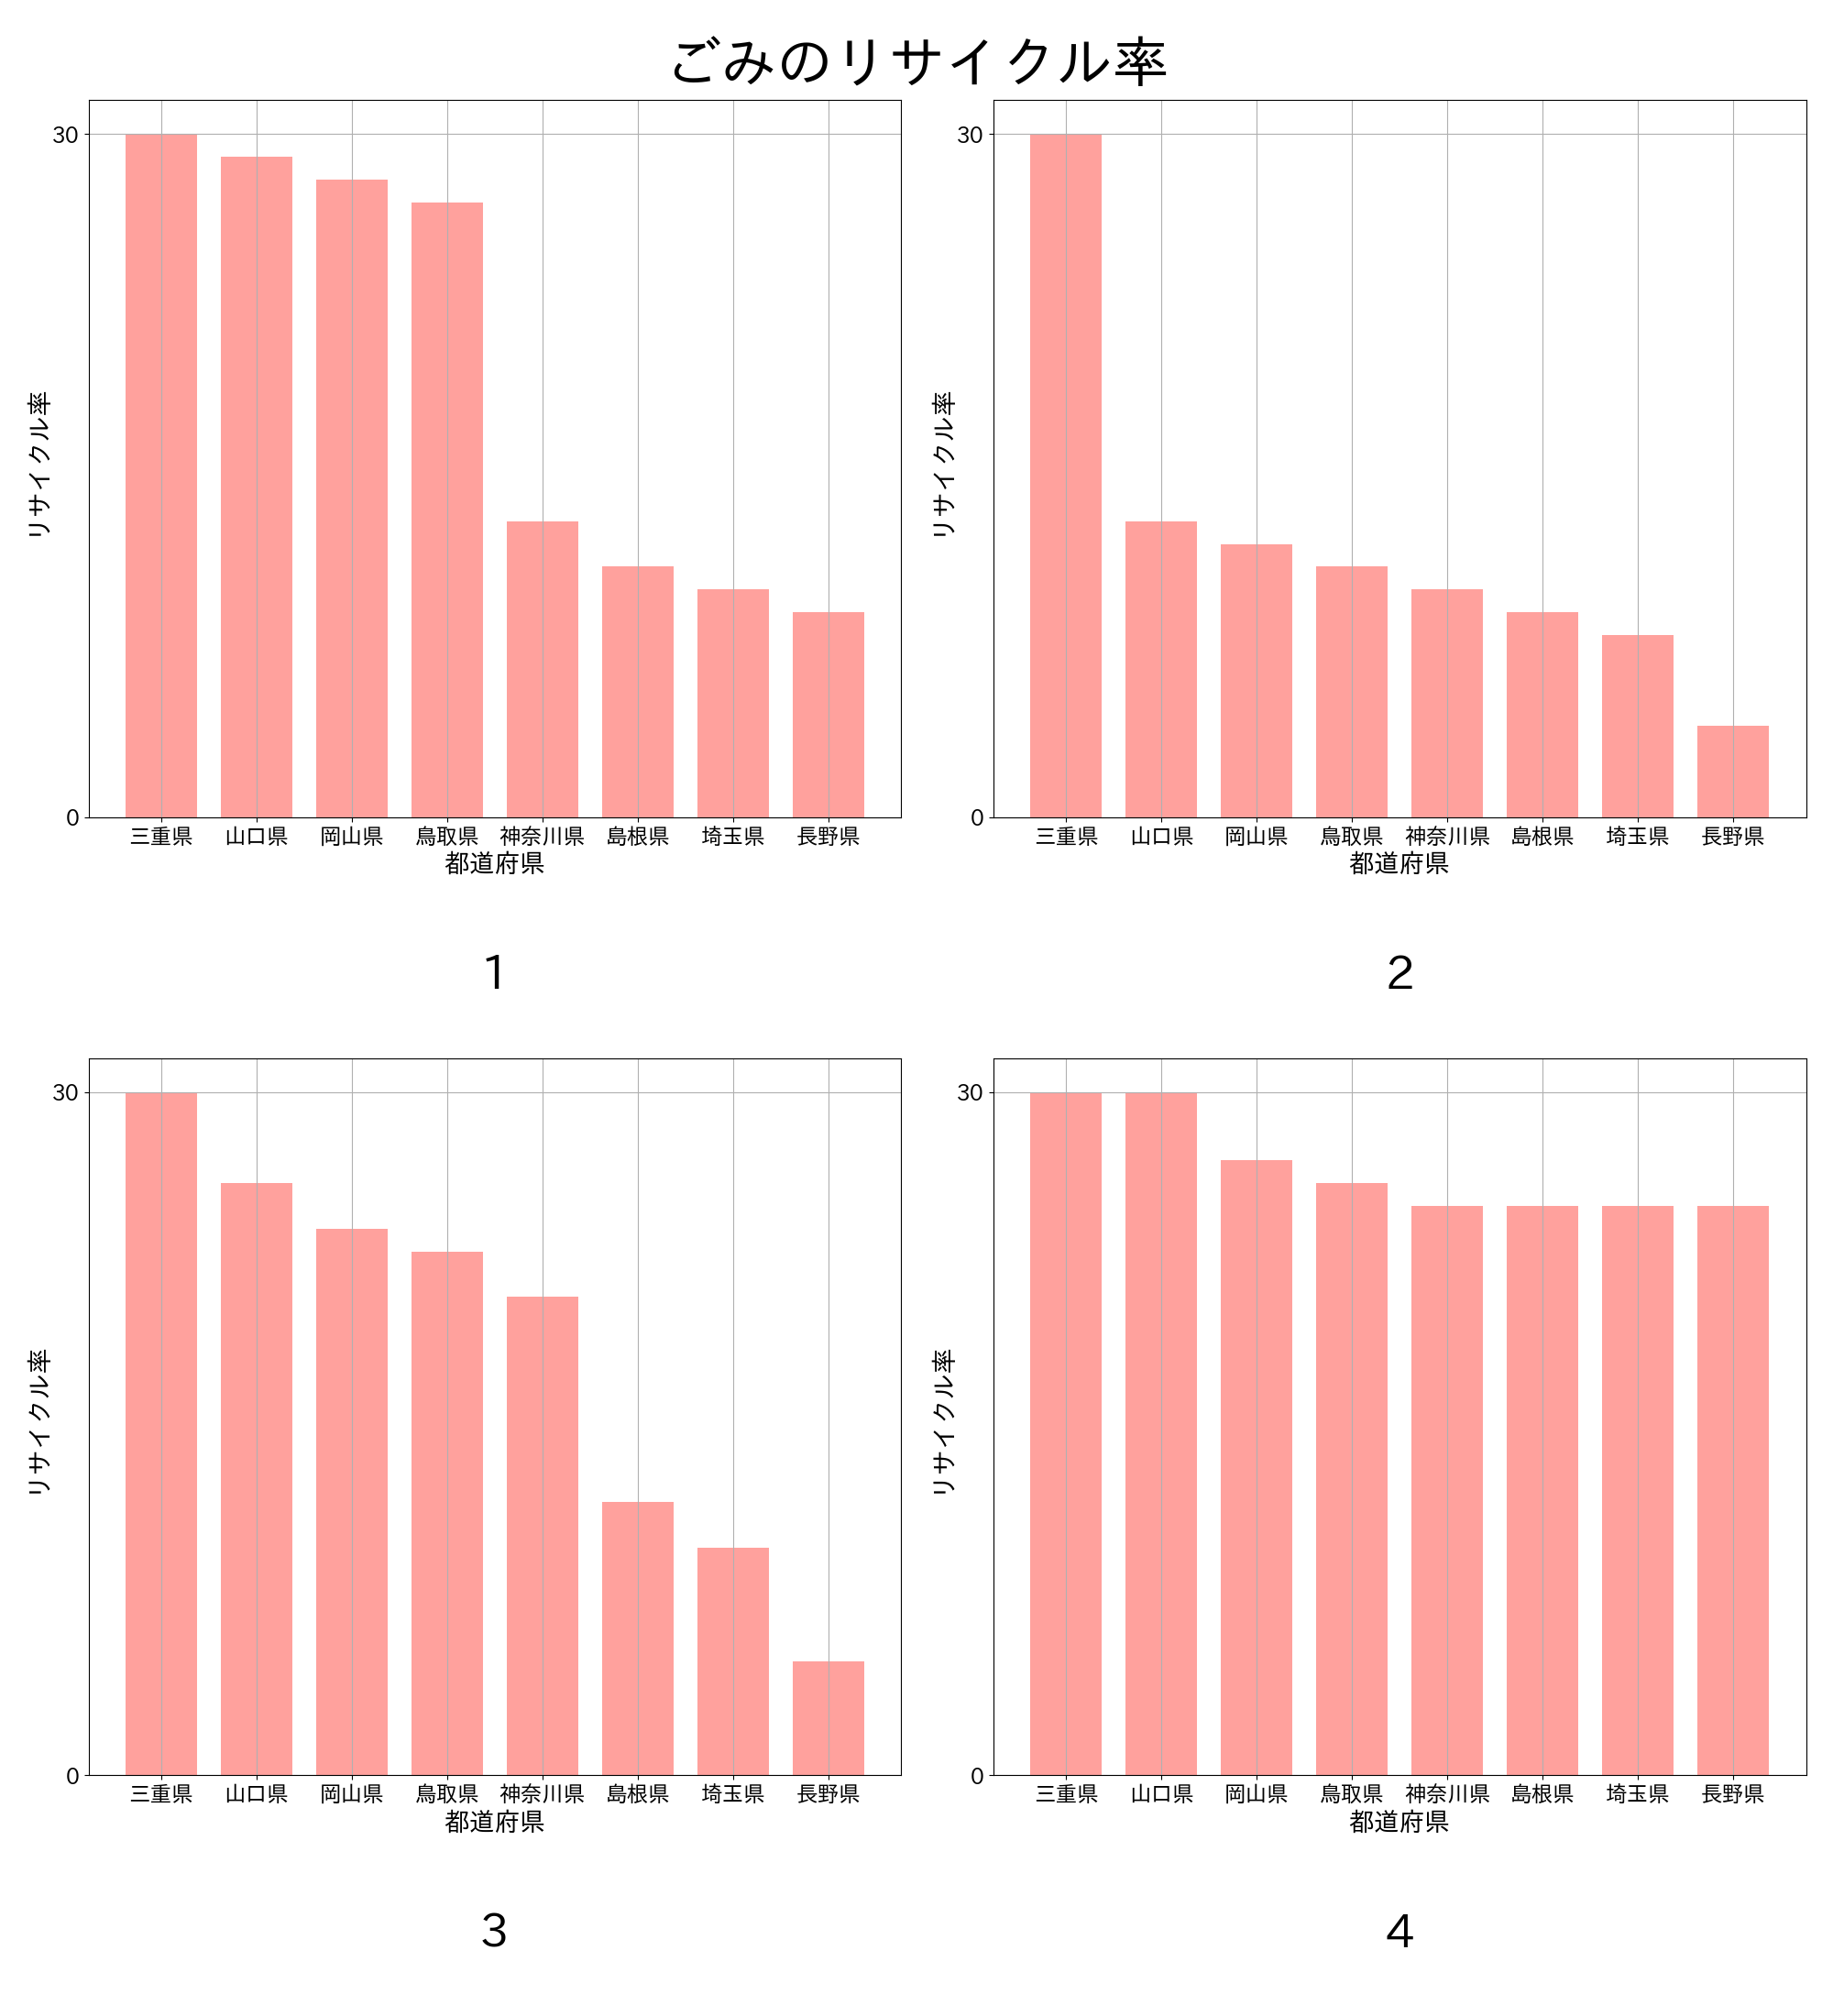 ごみのリサイクル率
30
0
リサイクル率
三重県 山口県 岡山県 鳥取県 神奈川県 島根県 埼玉県 長野県
都道府県
1
30
0
リサイクル率
三重県 山口県 岡山県 鳥取県 神奈川県 島根県 埼玉県 長野県
都道府県
2
30
0
リサイクル率
三重県 山口県 岡山県 鳥取県 神奈川県 島根県 埼玉県 長野県
都道府県
3
30
0
リサイクル率
三重県 山口県 岡山県 鳥取県 神奈川県 島根県 埼玉県 長野県
都道府県
4